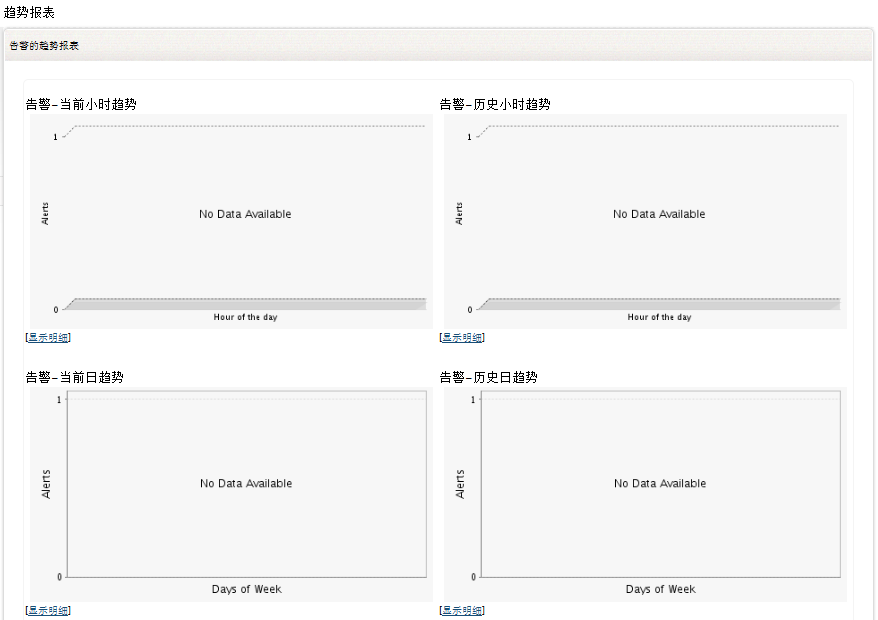 趋势报表
告警的趋势报表
告警-当前小时趋势
1
Alerts
No Data Available
0
Hour of the day
[显示明细]
告警-历史小时趋势
1
Alerts
No Data Available
0
Hour of the day
[显示明细]
告警-当前日趋势
1
Alerts
No Data Available
0
Days of Week
[显示明细]
告警-历史日趋势
1
Alerts
No Data Available
0
Days of Week
[显示明细]